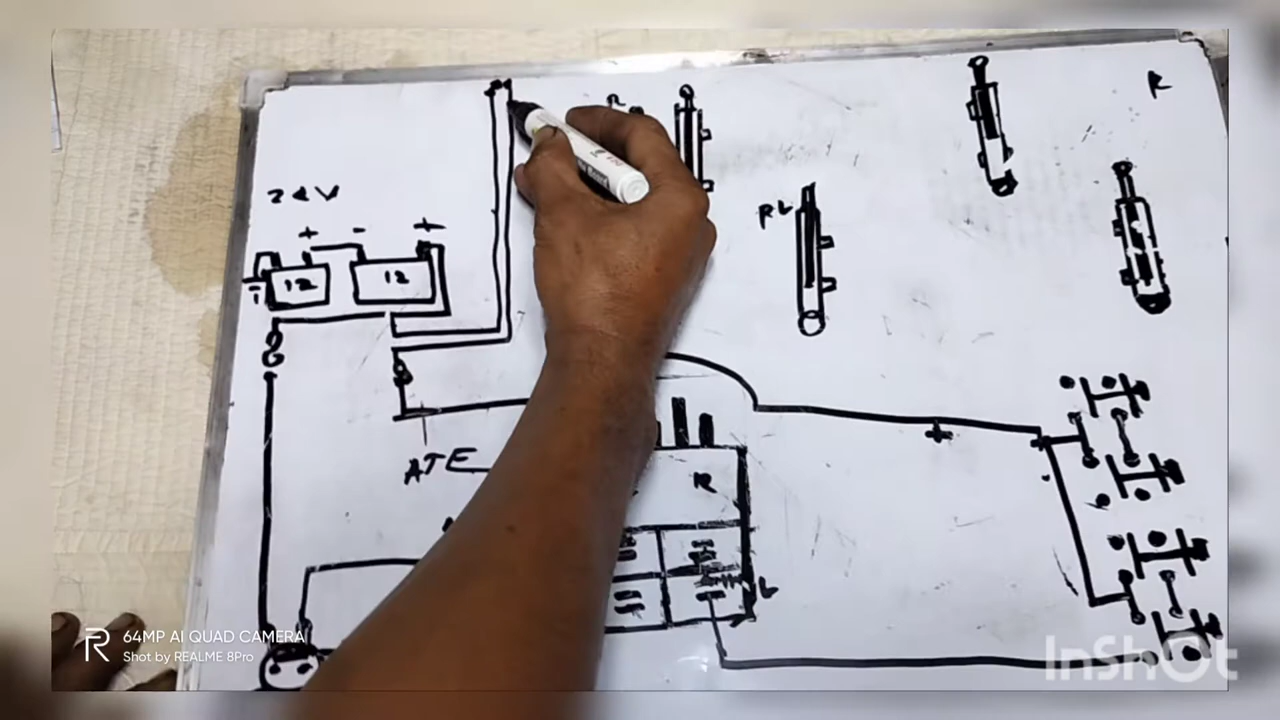 R
24V
+ - +
RL
12 12
-
+
ATE
R
L
64MP AI QUAD CAMERA
Shot by REALME 8Pro
InShOt